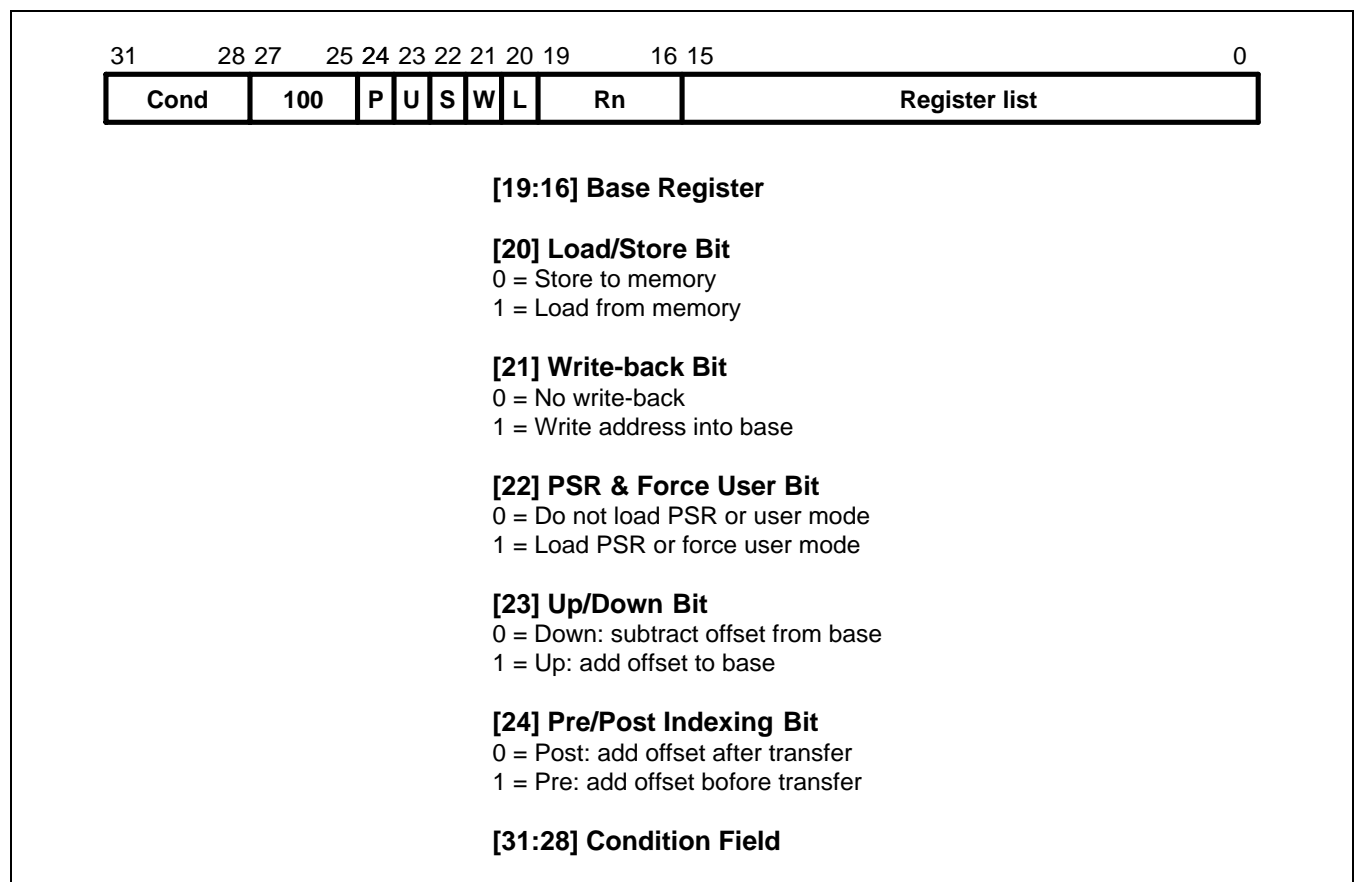 31 28 27 25 24 23 22 21 20 19 16 15 0
Cond 100 P U S W L Rn Register list
[19:16] Base Register
[20] Load/Store Bit
0 = Store to memory
1 = Load from memory
[21] Write-back Bit
0 = No write-back
1 = Write address into base
[22] PSR & Force User Bit
0 = Do not load PSR or user mode
1 = Load PSR or force user mode
[23] Up/Down Bit
0 = Down: subtract offset from base
1 = Up: add offset to base
[24] Pre/Post Indexing Bit
0 = Post: add offset after transfer
1 = Pre: add offset bofore transfer
[31:28] Condition Field